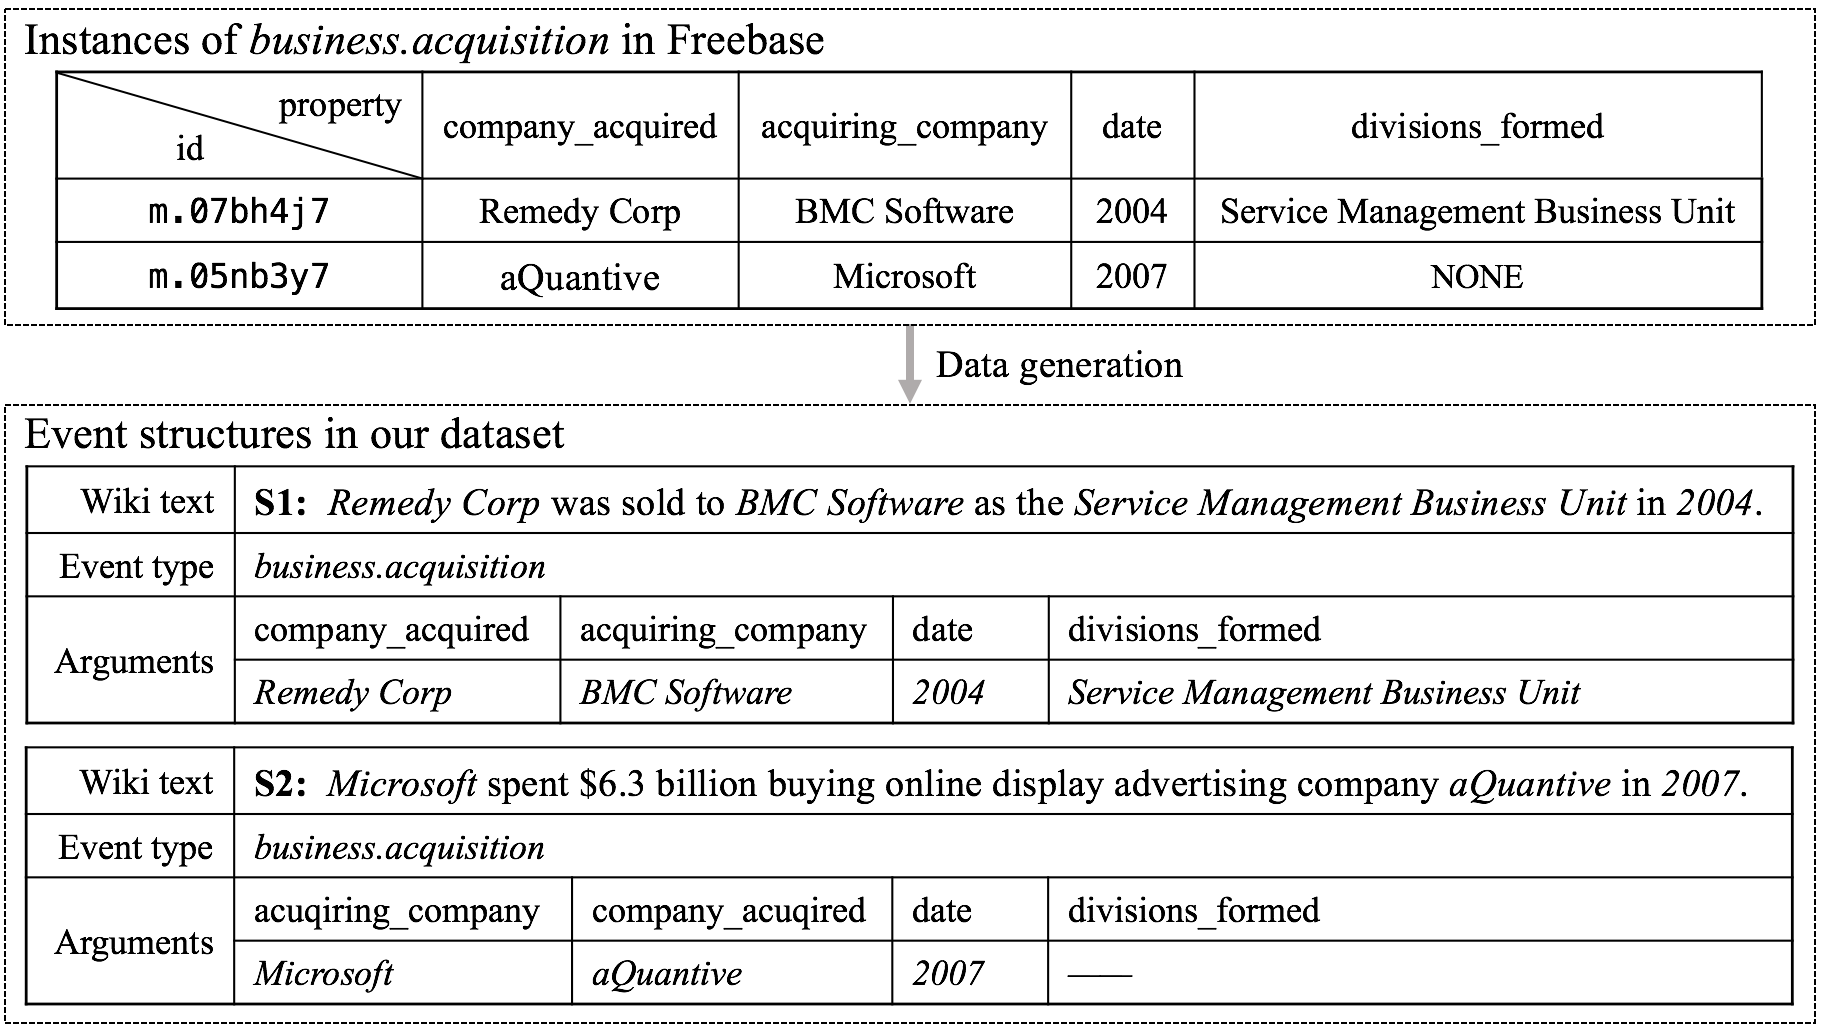 Instances of business.acquisition in Freebase
property
id
company_acquired acquiring_company date divisions_formed
m.07bh4j7 Remedy Corp BMC Software 2004 Service Management Business Unit
m.05nb3y7 aQuantive Microsoft 2007 NONE
Data generation
Event structures in our dataset
Wiki text S1: Remedy Corp was sold to BMC Software as the Service Management Business Unit in 2004.
Event type business.acquisition
Arguments
company_acquired acquiring_company date divisions_formed
Remedy Corp BMC Software 2004 Service Management Business Unit
Wiki text S2: Microsoft spent $6.3 billion buying online display advertising company aQuantive in 2007.
Event type business.acquisition
Arguments
acuqiring_company company_acuqired date divisions_formed
Microsoft aQuantive 2007 ——